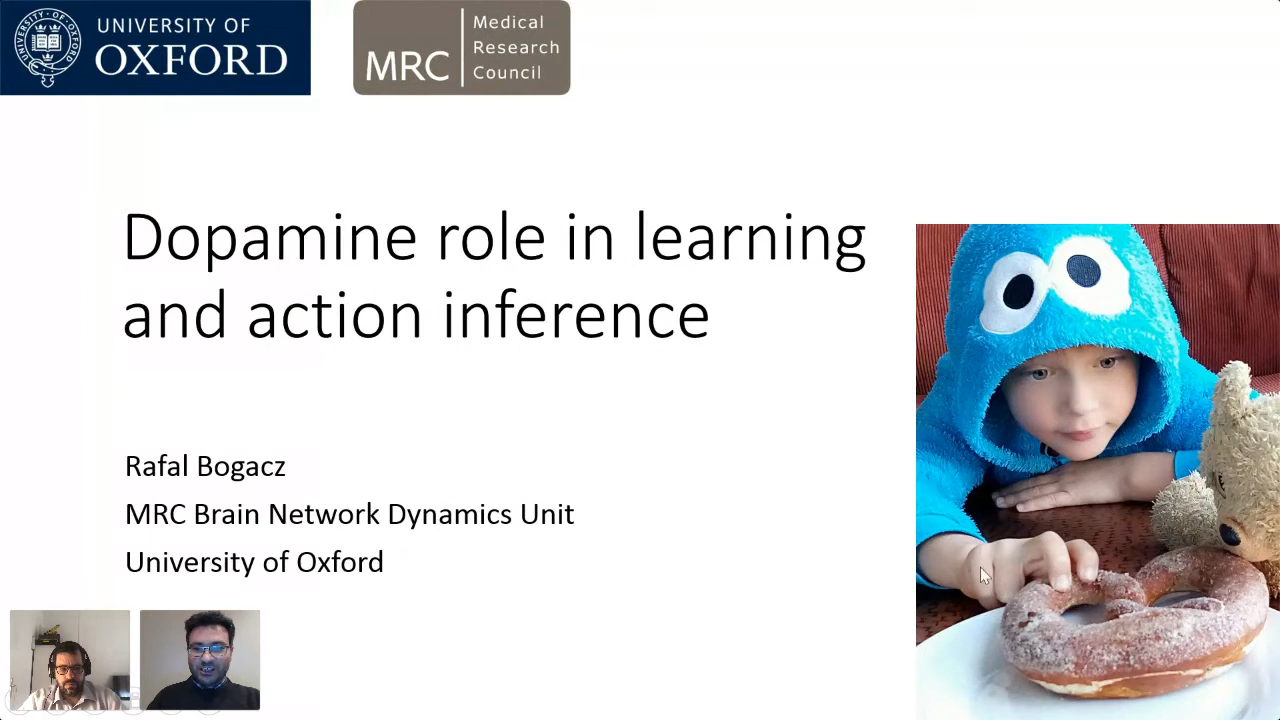 UNIVERSITY OF
OXFORD
MRC
Medical
Research
Council
Dopamine role in learning
and action inference
Rafal Bogacz
MRC Brain Network Dynamics Unit
University of Oxford